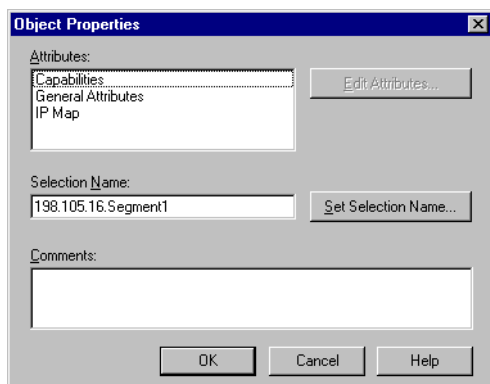 Object Properties
Attributes:
Capabilities
General Attributes
IP Map
Edit Attributes...
Selection Name:
198.105.16.Segment1
Set Selection Name...
Comments:
OK
Cancel
Help